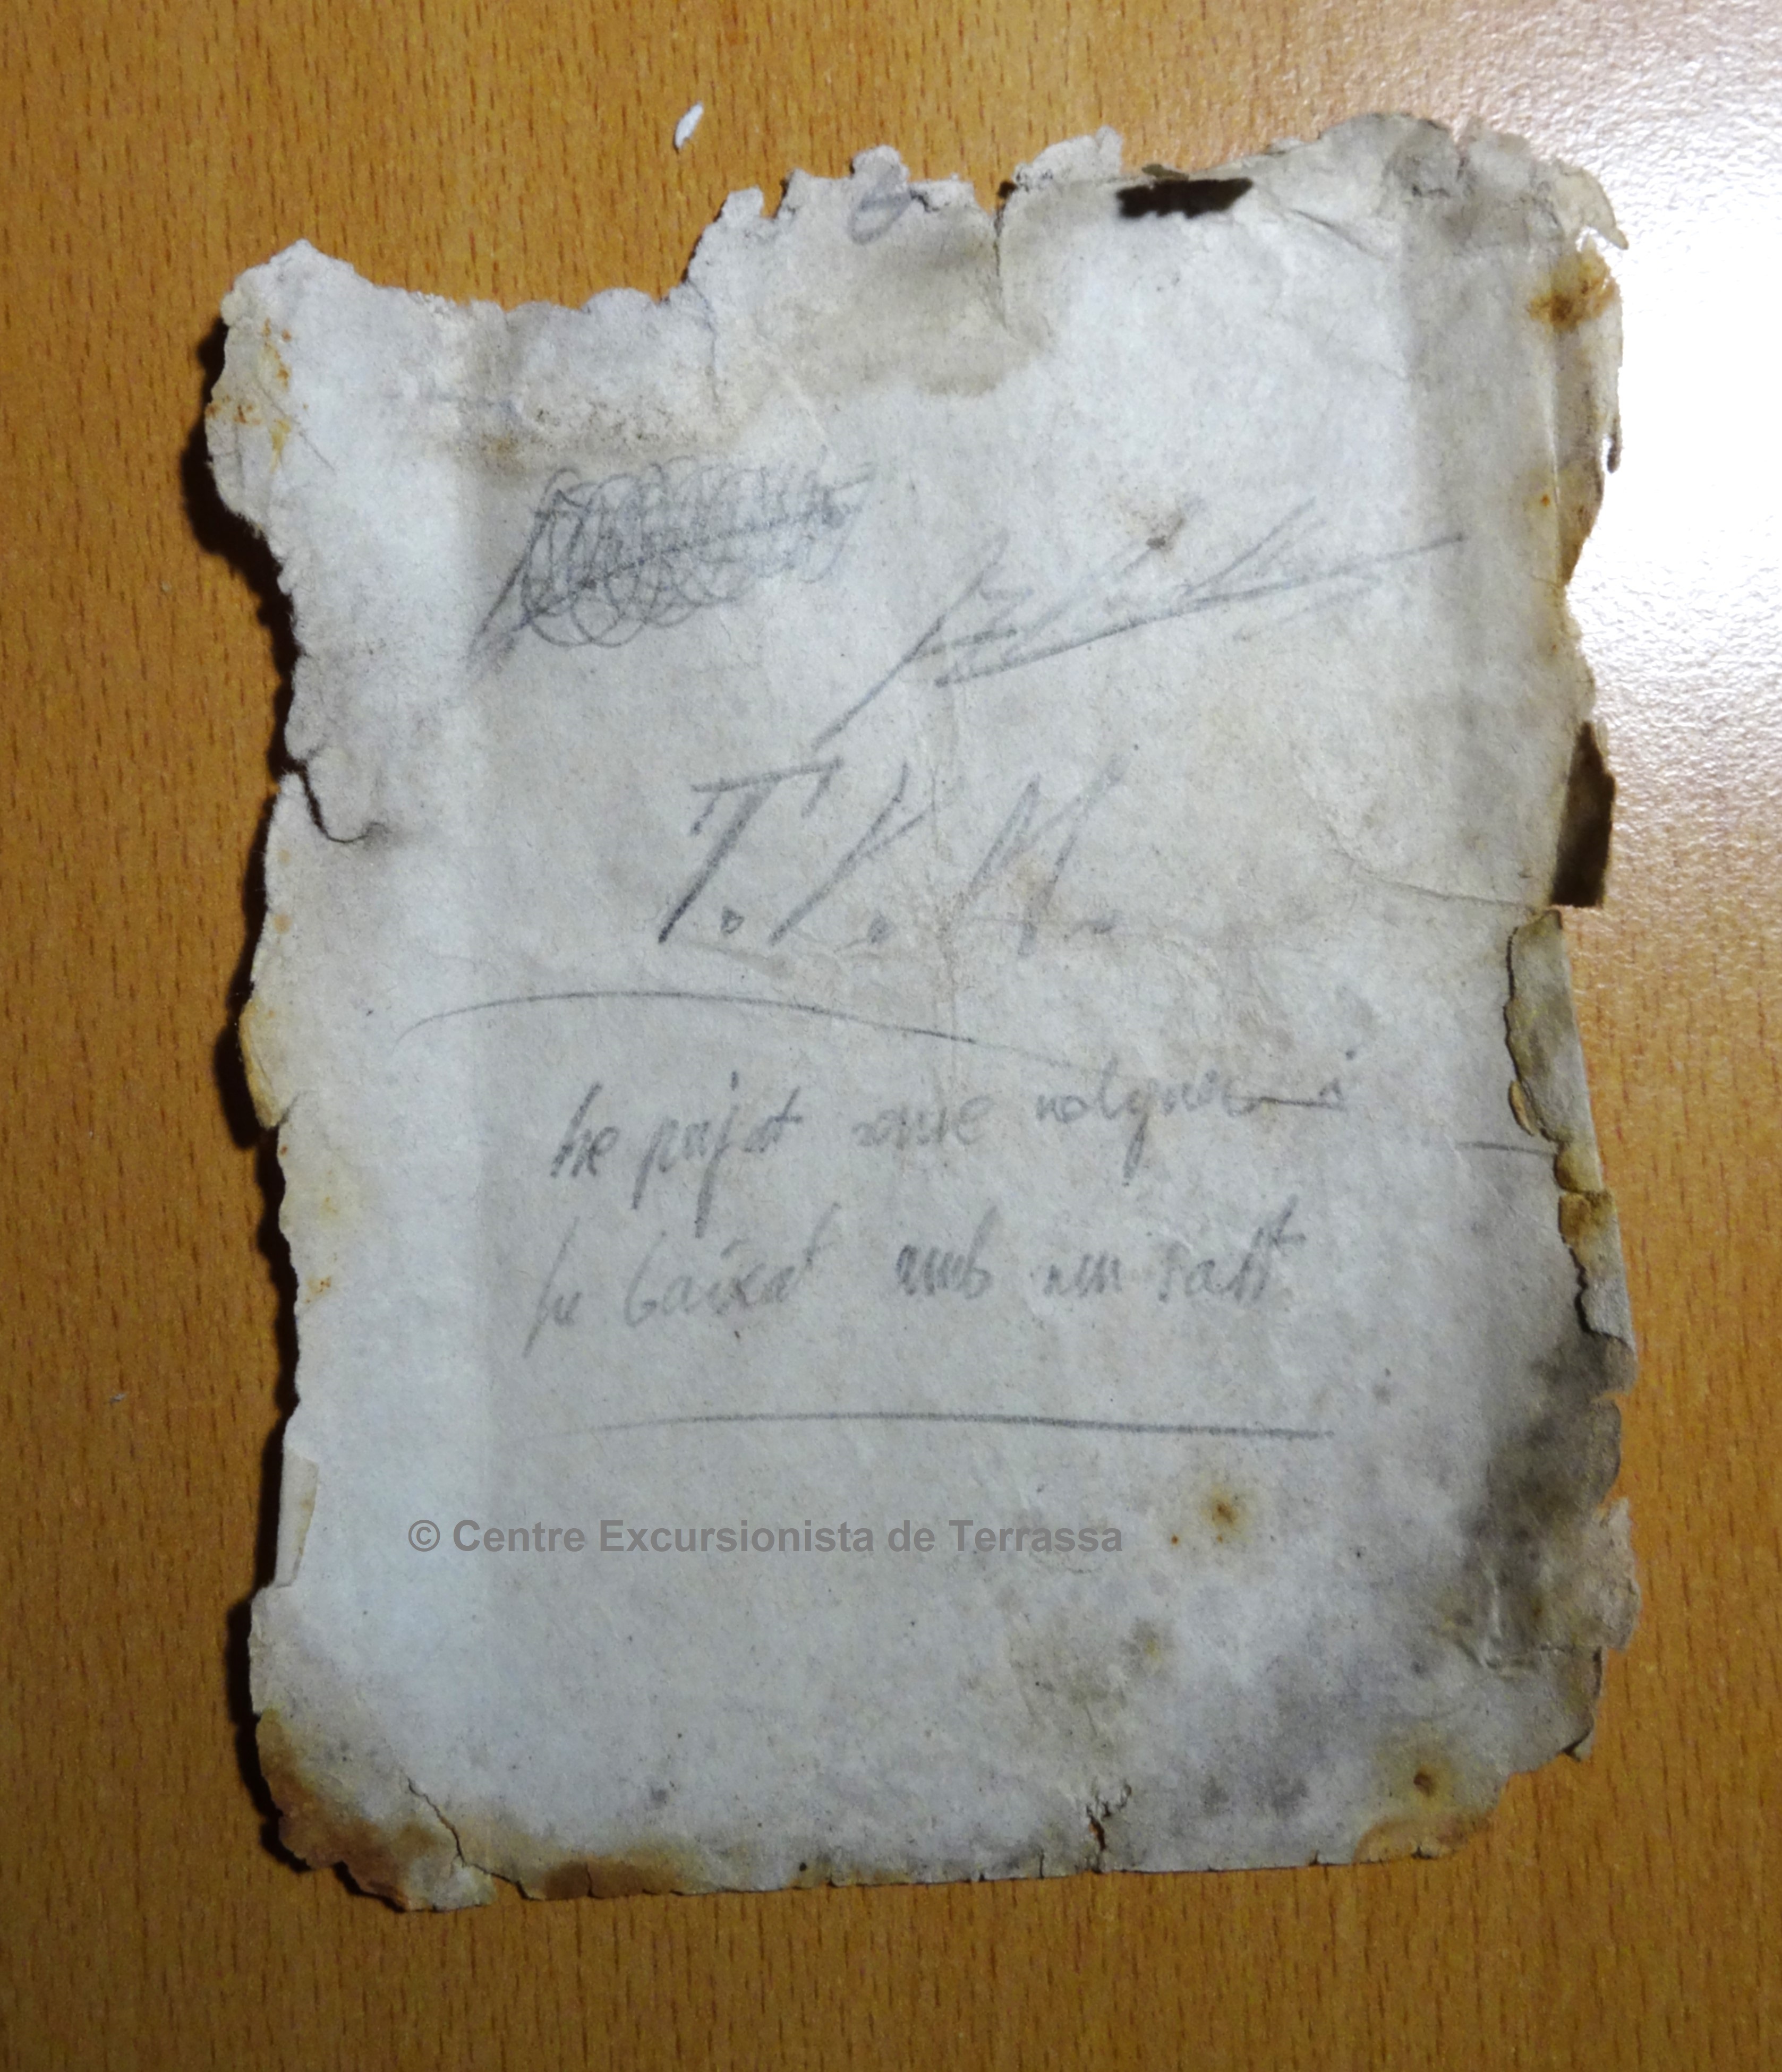 T. V. M.
he pujat sense volguer i
he baixat amb un salt
© Centre Excursionista de Terrassa